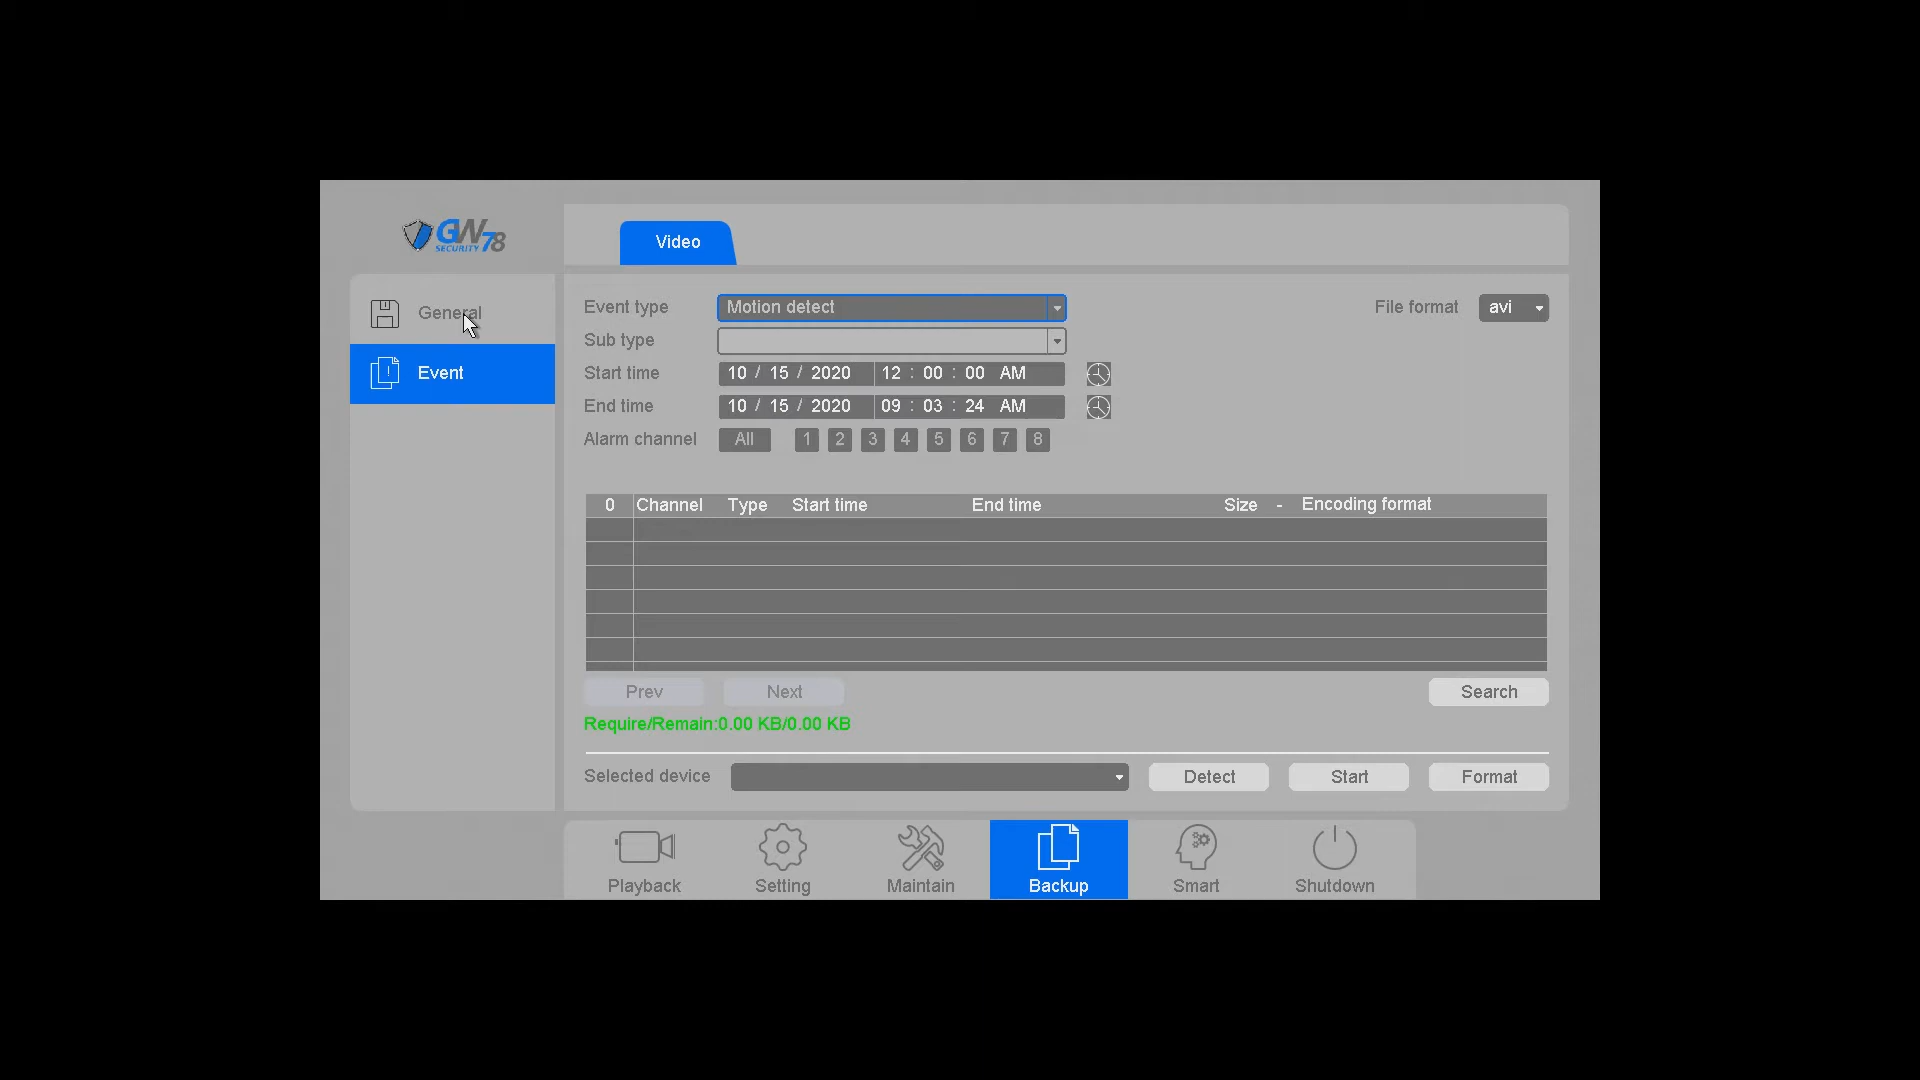 GW78
SECURITY
Video
General
Event
Event type Motion detect File format avi
Sub type
Start time 10 / 15 / 2020 12 : 00 : 00 AM
End time 10 / 15 / 2020 09 : 03 : 24 AM
Alarm channel All 1 2 3 4 5 6 7 8
0 Channel Type Start time End time Size - Encoding format
Prev Next Search
Require/Remain:0.00 KB/0.00 KB
Selected device Detect Start Format
Playback Setting Maintain Backup Smart Shutdown